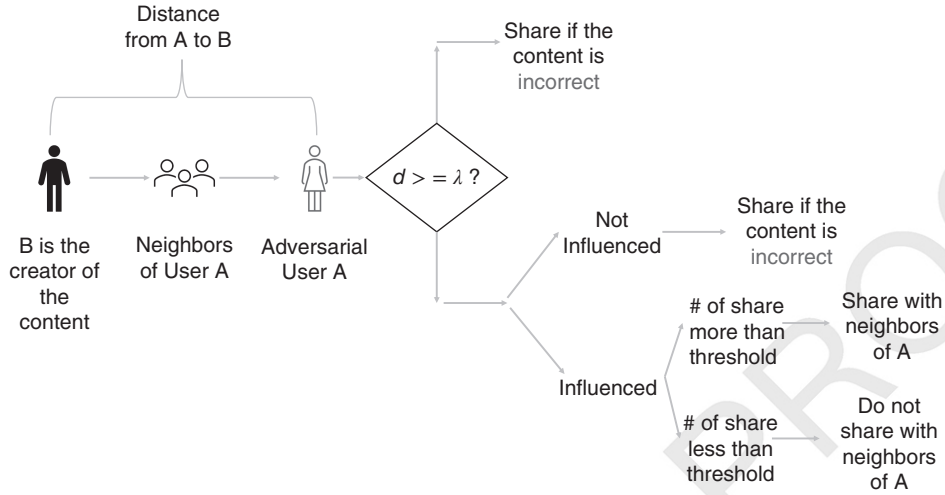 Distance
from A to B
Share if the
content is
incorrect
d > = λ ?
B is the
creator of
the
content
Neighbors
of User A
Adversarial
User A
Not
Influenced
Share if the
content is
incorrect
Influenced
# of share
more than
threshold
Share with
neighbors
of A
# of share
less than
threshold
Do not
share with
neighbors
of A
PRO